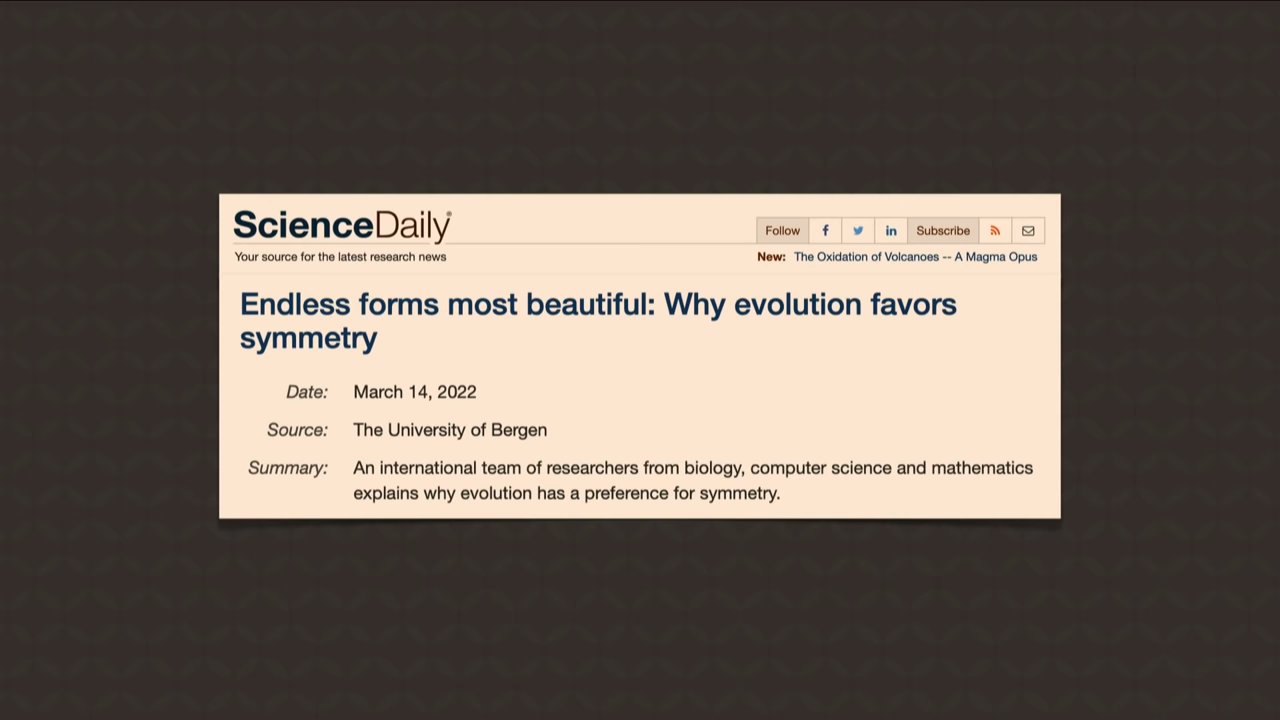 ScienceDaily®
Your source for the latest research news
Follow Subscribe
New: The Oxidation of Volcanoes -- A Magma Opus
Endless forms most beautiful: Why evolution favors
symmetry
Date: March 14, 2022
Source: The University of Bergen
Summary: An international team of researchers from biology, computer science and mathematics
explains why evolution has a preference for symmetry.